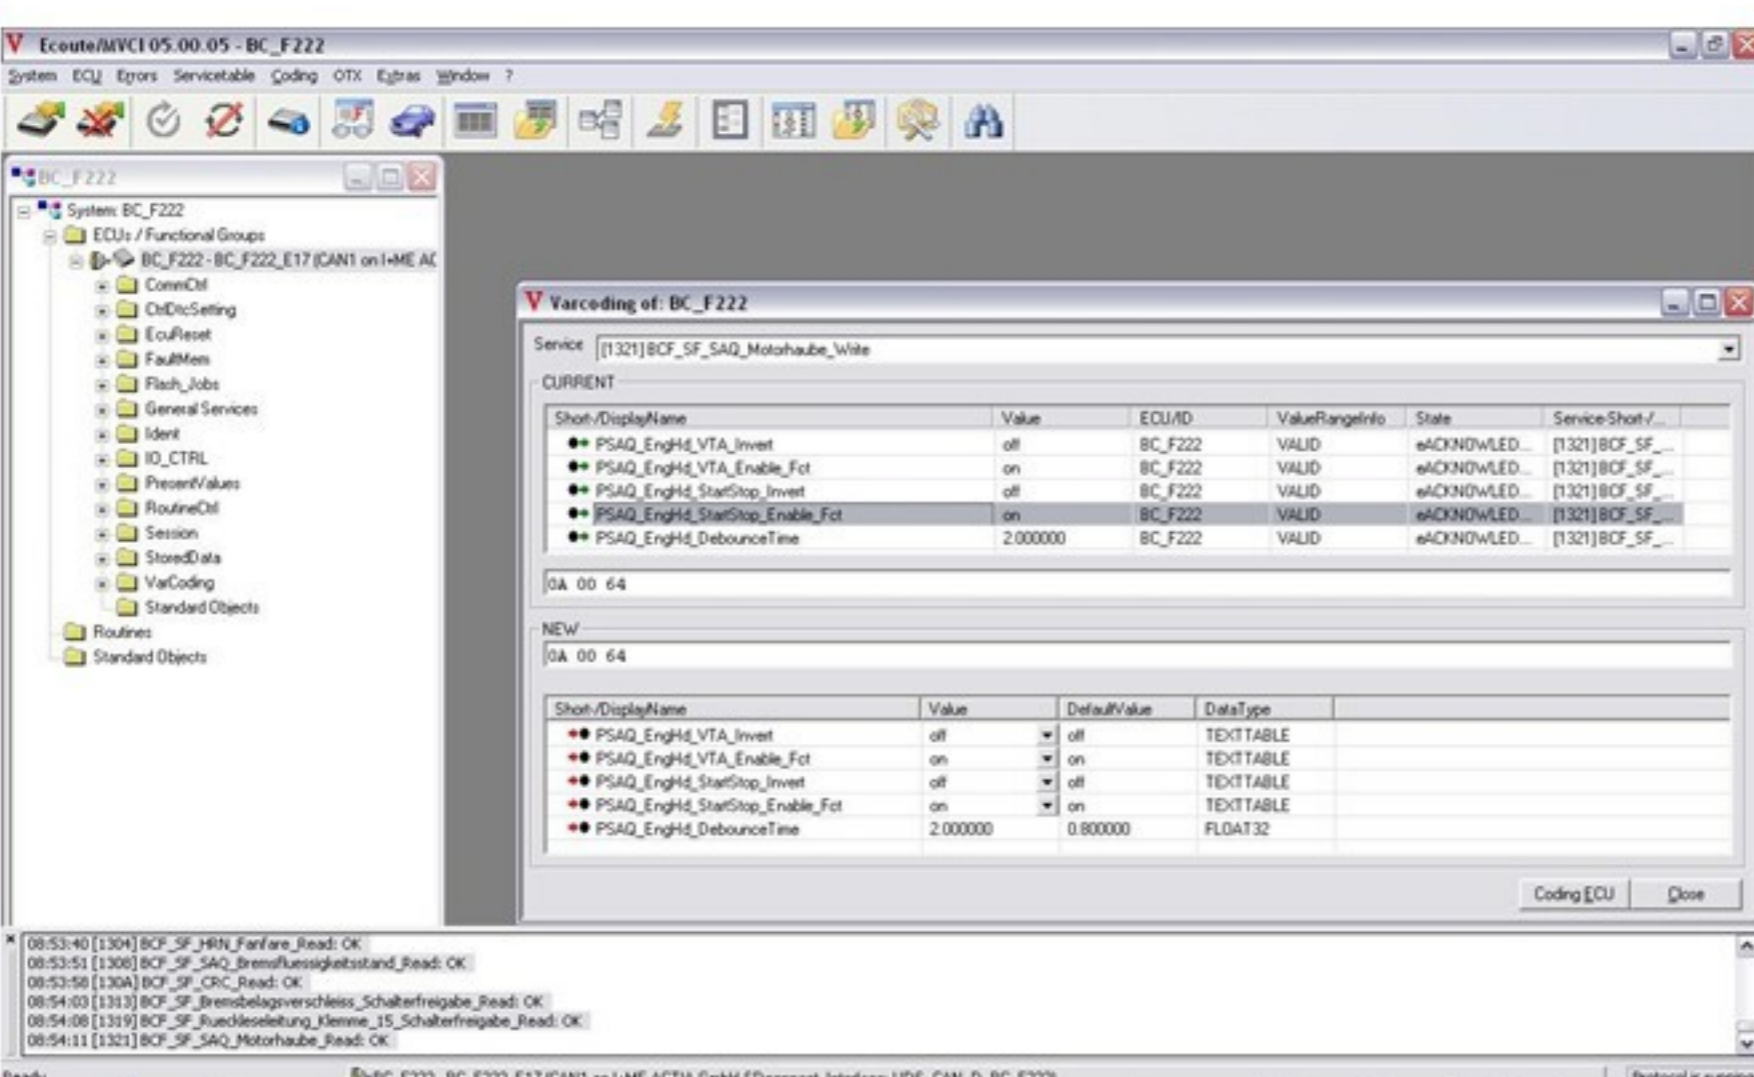 Ecoute/MVCI 05.00.05 - BC_F222
System ECU Errors Servicetable Coding OTX Extras Window ?
BC_F222
System: BC_F222
ECUs / Functional Groups
BC_F222 - BC_F222_E17 (CAN1 on I+ME AC
CommCtrl
CtrlDtcSetting
EcuReset
FaultMem
Flash_Jobs
General Services
Ident
IO_CTRL
PresentValues
RoutineCtrl
Session
StoredData
VarCoding
Standard Objects
Routines
Standard Objects
Varcoding of: BC_F222
Service [1321]BCF_SF_SAQ_Motorhaube_Write
CURRENT
Short-/DisplayName Value ECU/ID ValueRangeInfo State Service-Short-/...
PSAQ_EngHd_VTA_Invert off BC_F222 VALID eACKNOWLED... [1321]BCF_SF_...
PSAQ_EngHd_VTA_Enable_Fct on BC_F222 VALID eACKNOWLED... [1321]BCF_SF_...
PSAQ_EngHd_StartStop_Invert off BC_F222 VALID eACKNOWLED... [1321]BCF_SF_...
PSAQ_EngHd_StartStop_Enable_Fct on BC_F222 VALID eACKNOWLED... [1321]BCF_SF_...
PSAQ_EngHd_DebounceTime 2.000000 BC_F222 VALID eACKNOWLED... [1321]BCF_SF_...
0A 00 64
NEW
0A 00 64
Short-/DisplayName Value DefaultValue DataType
PSAQ_EngHd_VTA_Invert off off TEXTTABLE
PSAQ_EngHd_VTA_Enable_Fct on on TEXTTABLE
PSAQ_EngHd_StartStop_Invert off off TEXTTABLE
PSAQ_EngHd_StartStop_Enable_Fct on on TEXTTABLE
PSAQ_EngHd_DebounceTime 2.000000 0.800000 FLOAT32
Coding ECU Close
08:53:40 [1304] BCF_SF_HRN_Fanfare_Read: OK
08:53:51 [1308] BCF_SF_SAQ_Bremsfluessigkeitsstand_Read: OK
08:53:58 [130A] BCF_SF_CRC_Read: OK
08:54:03 [1313] BCF_SF_Bremsbelagsverschleiss_Schalterfreigabe_Read: OK
08:54:08 [1319] BCF_SF_Rueckleseleitung_Klemme_15_Schalterfreigabe_Read: OK
08:54:11 [1321] BCF_SF_SAQ_Motorhaube_Read: OK
Ready
Protocol is running